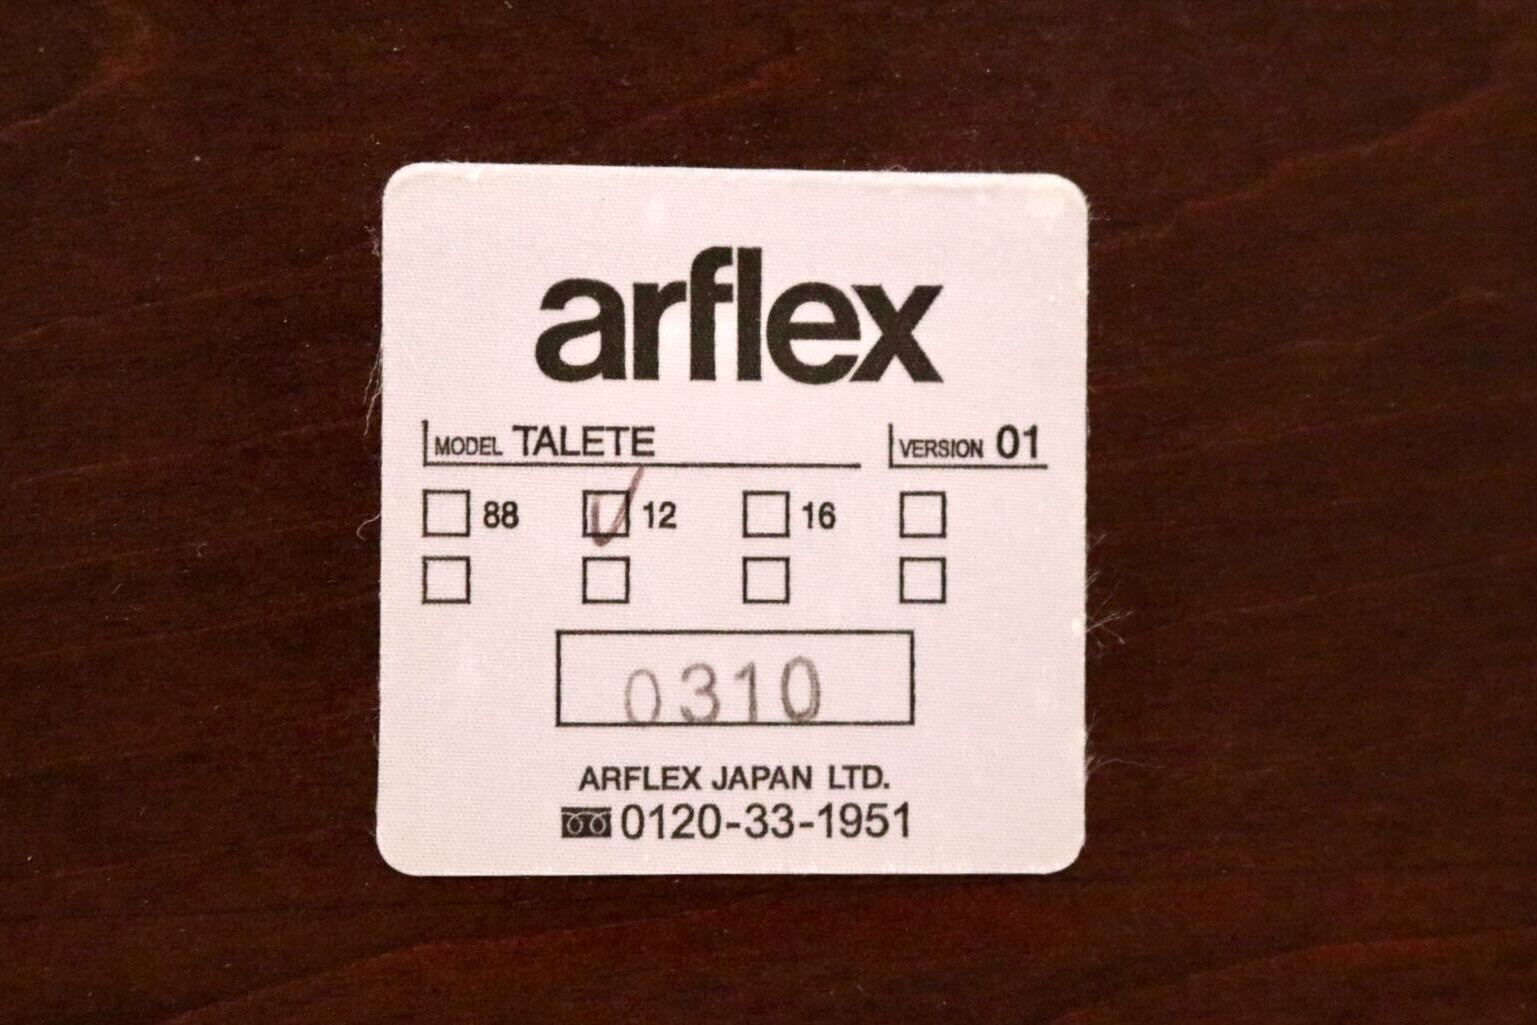 arflex
MODEL TALETE VERSION 01
88 12 16
0310
ARFLEX JAPAN LTD.
0120-33-1951